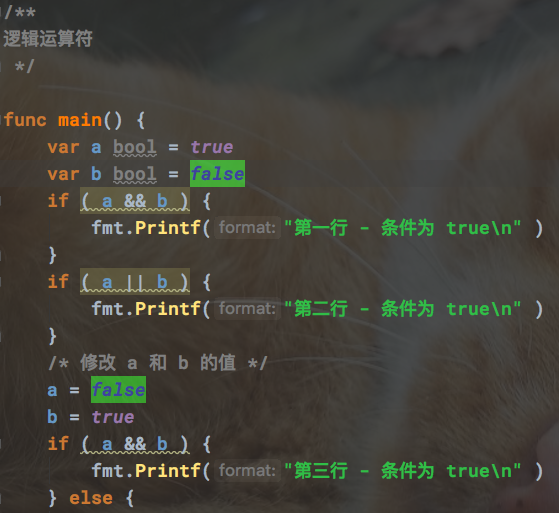 /**
逻辑运算符
*/
func main() {
var a bool = true
var b bool = false
if ( a && b ) {
fmt.Printf( format: "第一行 - 条件为 true\n" )
}
if ( a || b ) {
fmt.Printf( format: "第二行 - 条件为 true\n" )
}
/* 修改 a 和 b 的值 */
a = false
b = true
if ( a && b ) {
fmt.Printf( format: "第三行 - 条件为 true\n" )
} else {